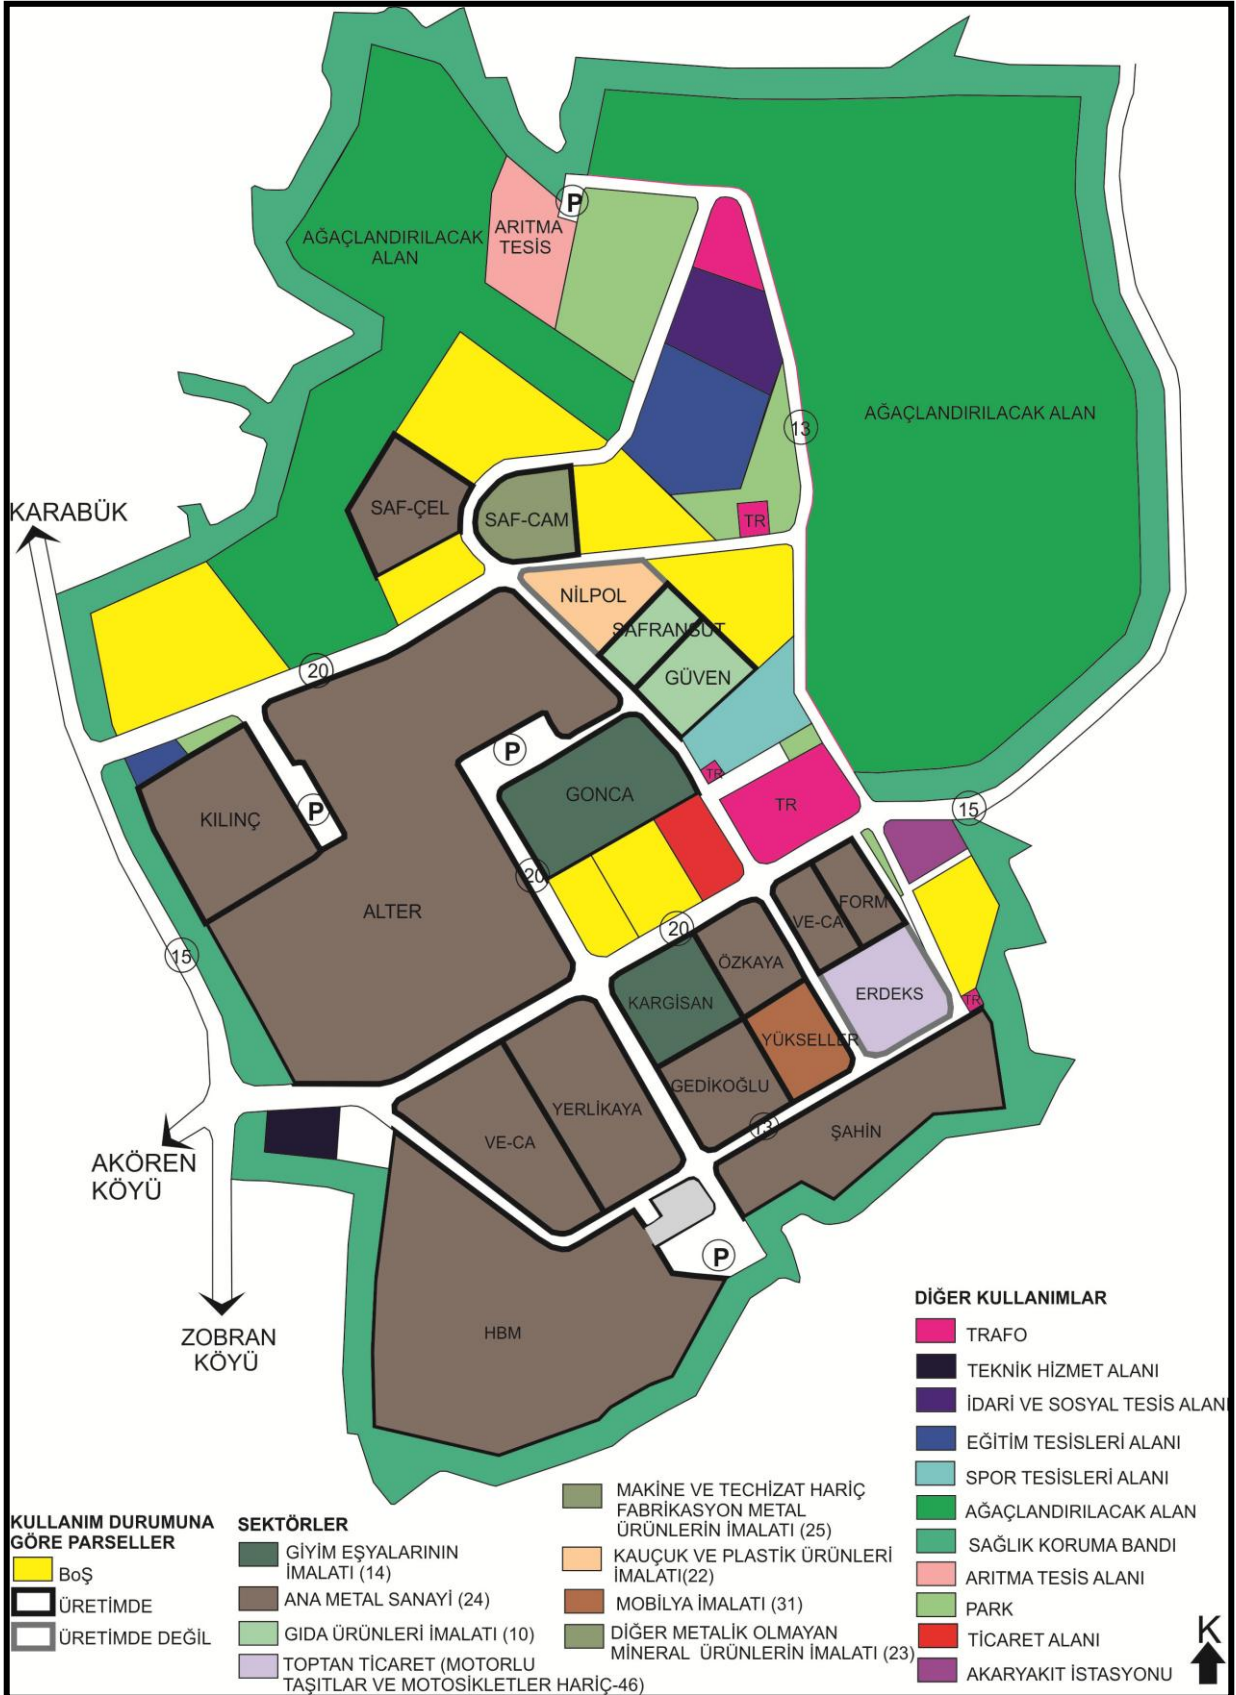 P
ARITMA
TESİS
AĞAÇLANDIRILACAK
ALAN
AĞAÇLANDIRILACAK ALAN
13
KARABÜK
SAF-ÇEL
SAF-CAM
TR
NİLPOL
SAFRANSÜT
GÜVEN
20
P
P
GONCA
TR
TR
15
KILINÇ
20
ALTER
FORM
VE-CA
20
ÖZKAYA
15
KARGİSAN
ERDEKS
TR
YÜKSELLER
GEDİKOĞLU
YERLİKAYA
13
ŞAHİN
VE-CA
AKÖREN
KÖYÜ
P
ZOBRAN
KÖYÜ
HBM
DİĞER KULLANIMLAR
TRAFO
TEKNİK HİZMET ALANI
İDARİ VE SOSYAL TESİS ALANI
EĞİTİM TESİSLERİ ALANI
SPOR TESİSLERİ ALANI
AĞAÇLANDIRILACAK ALAN
SAĞLIK KORUMA BANDI
ARITMA TESİS ALANI
PARK
TİCARET ALANI
AKARYAKIT İSTASYONU
K
KULLANIM DURUMUNA
GÖRE PARSELLER
BoŞ
ÜRETİMDE
ÜRETİMDE DEĞİL
SEKTÖRLER
GİYİM EŞYALARININ
İMALATI (14)
ANA METAL SANAYİ (24)
GIDA ÜRÜNLERİ İMALATI (10)
TOPTAN TİCARET (MOTORLU
TAŞITLAR VE MOTOSİKLETLER HARİÇ-46)
MAKİNE VE TECHİZAT HARİÇ
FABRİKASYON METAL
ÜRÜNLERİN İMALATI (25)
KAUÇUK VE PLASTİK ÜRÜNLERİ
İMALATI(22)
MOBİLYA İMALATI (31)
DİĞER METALİK OLMAYAN
MİNERAL ÜRÜNLERİN İMALATI (23)